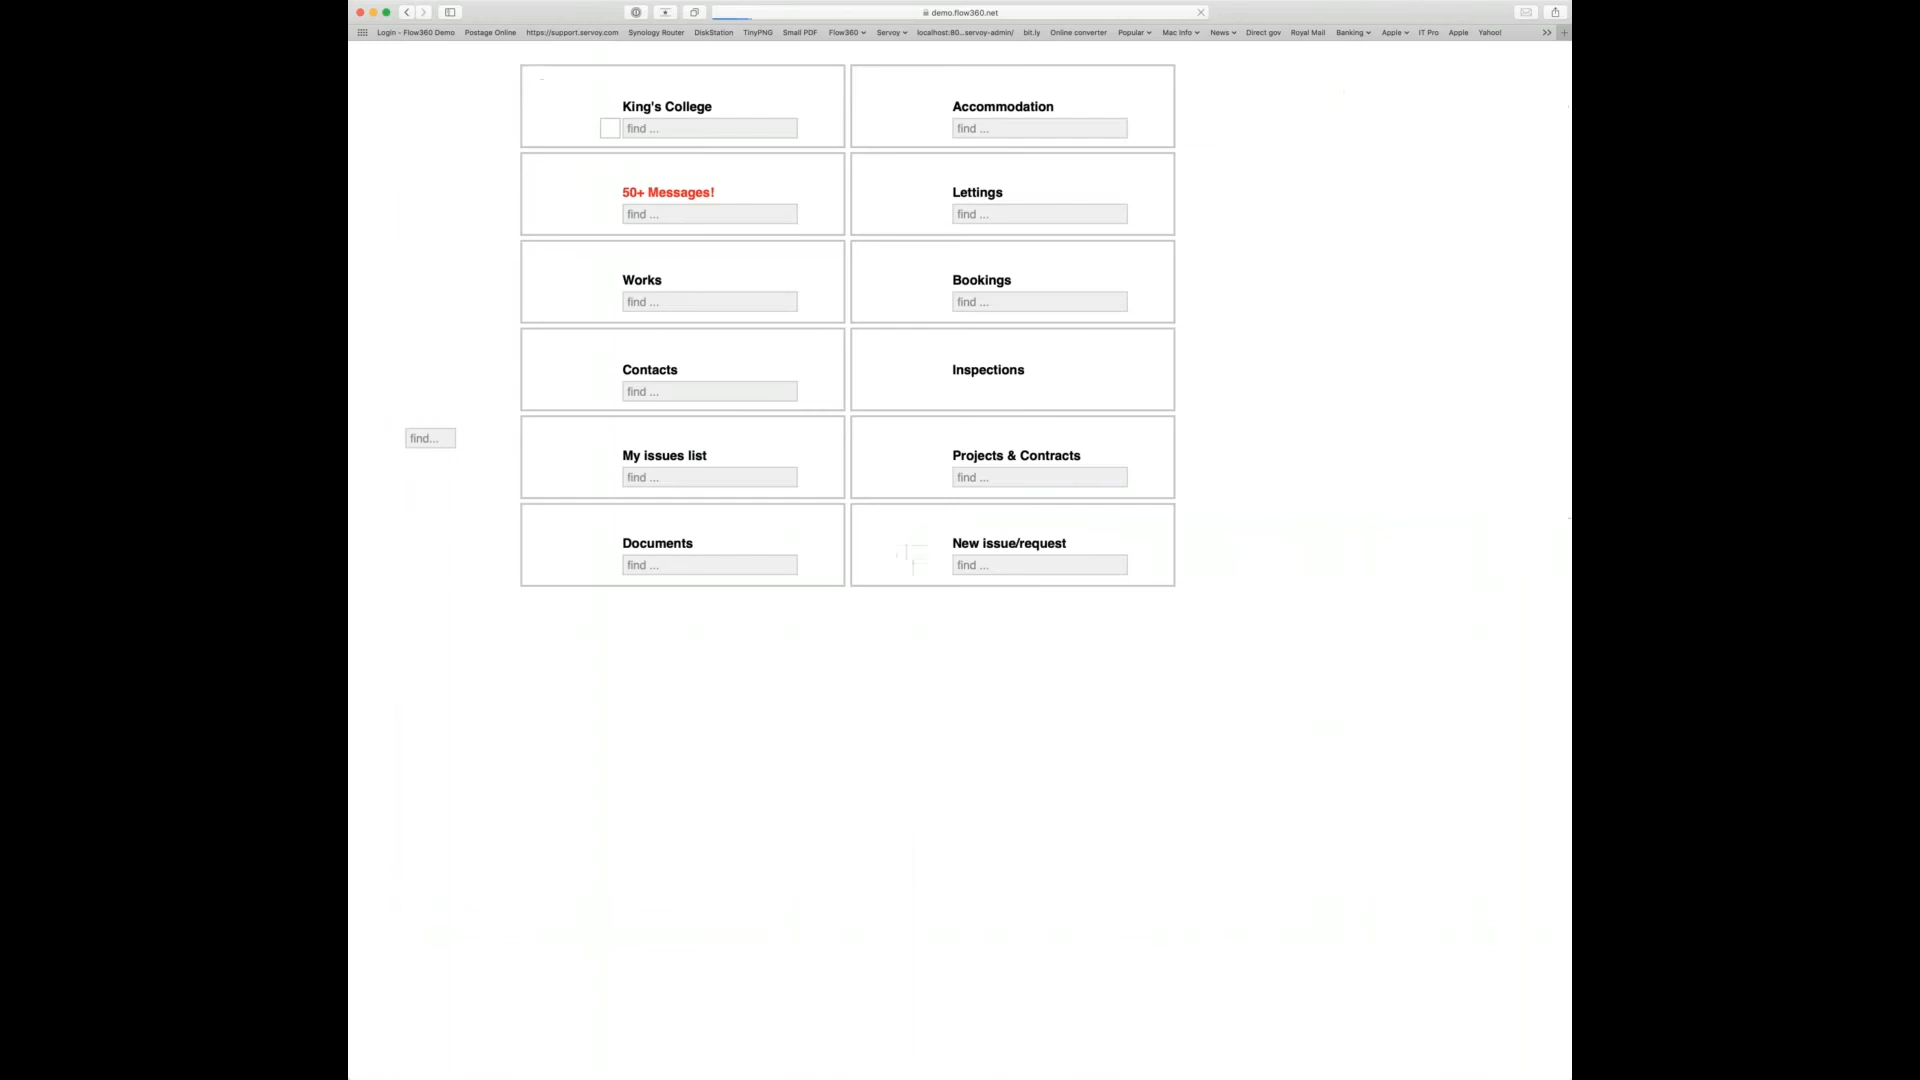 demo.flow360.net
Login - Flow360 Demo Postage Online https://support.servoy.com Synology Router DiskStation TinyPNG Small PDF Flow360 Servoy localhost:80...servoy-admin/ bit.ly Online converter Popular Mac Info News Direct gov Royal Mail Banking Apple IT Pro Apple Yahoo!
King's College
find ...
Accommodation
find ...
50+ Messages!
find ...
Lettings
find ...
Works
find ...
Bookings
find ...
Contacts
find ...
Inspections
find...
My issues list
find ...
Projects & Contracts
find ...
Documents
find ...
New issue/request
find ...